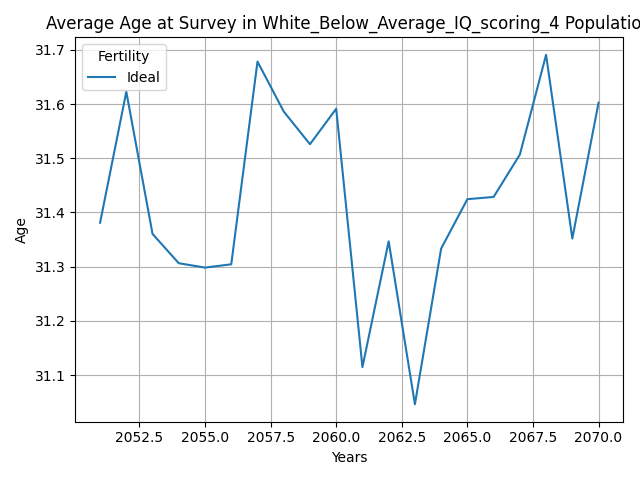 Average Age at Survey in White_Below_Average_IQ_scoring_4 Populatio
Fertility
Ideal
31.7
31.6
31.5
31.4
31.3
31.2
31.1
Age
2052.5 2055.0 2057.5 2060.0 2062.5 2065.0 2067.5 2070.0
Years